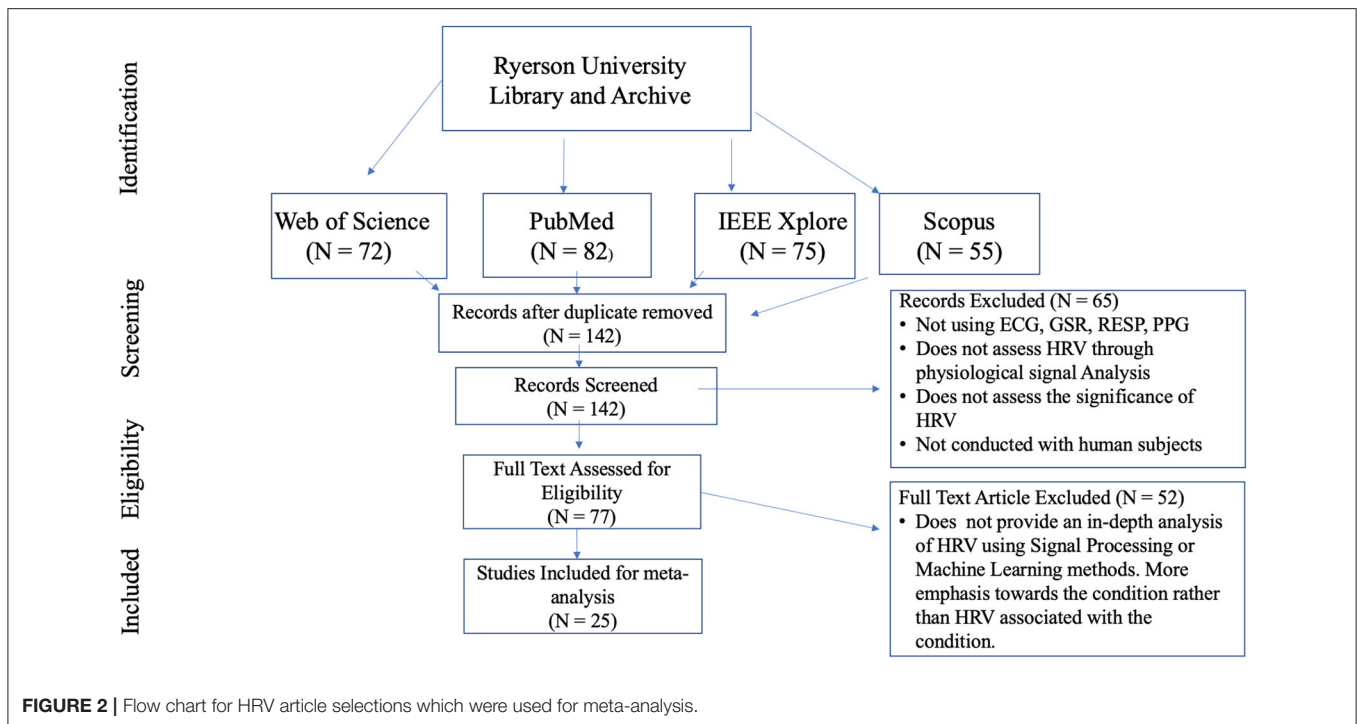 Identification
Ryerson University
Library and Archive
Web of Science
(N = 72)
PubMed
(N = 82)
IEEE Xplore
(N = 75)
Scopus
(N = 55)
Screening
Records after duplicate removed
(N = 142)
Records Screened
(N = 142)
Records Excluded (N = 65)
• Not using ECG, GSR, RESP, PPG
• Does not assess HRV through
physiological signal Analysis
• Does not assess the significance of
HRV
• Not conducted with human subjects
Eligibility
Full Text Assessed for
Eligibility
(N = 77)
Full Text Article Excluded (N = 52)
• Does not provide an in-depth analysis
of HRV using Signal Processing or
Machine Learning methods. More
emphasis towards the condition rather
than HRV associated with the
condition.
Included
Studies Included for meta-
analysis
(N = 25)
FIGURE 2 | Flow chart for HRV article selections which were used for meta-analysis.